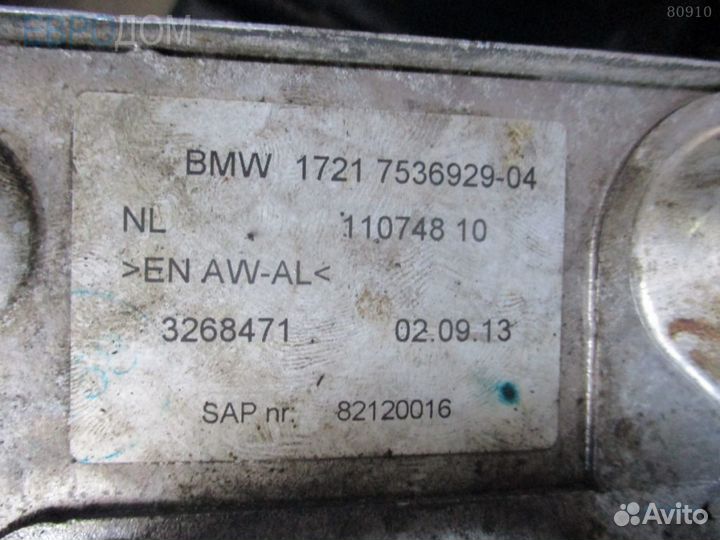 80910
ЕВРОДОМ
BMW 1721 7536929-04
NL 110748 10
>EN AW-AL<
3268471 02.09.13
SAP nr: 82120016
Avito